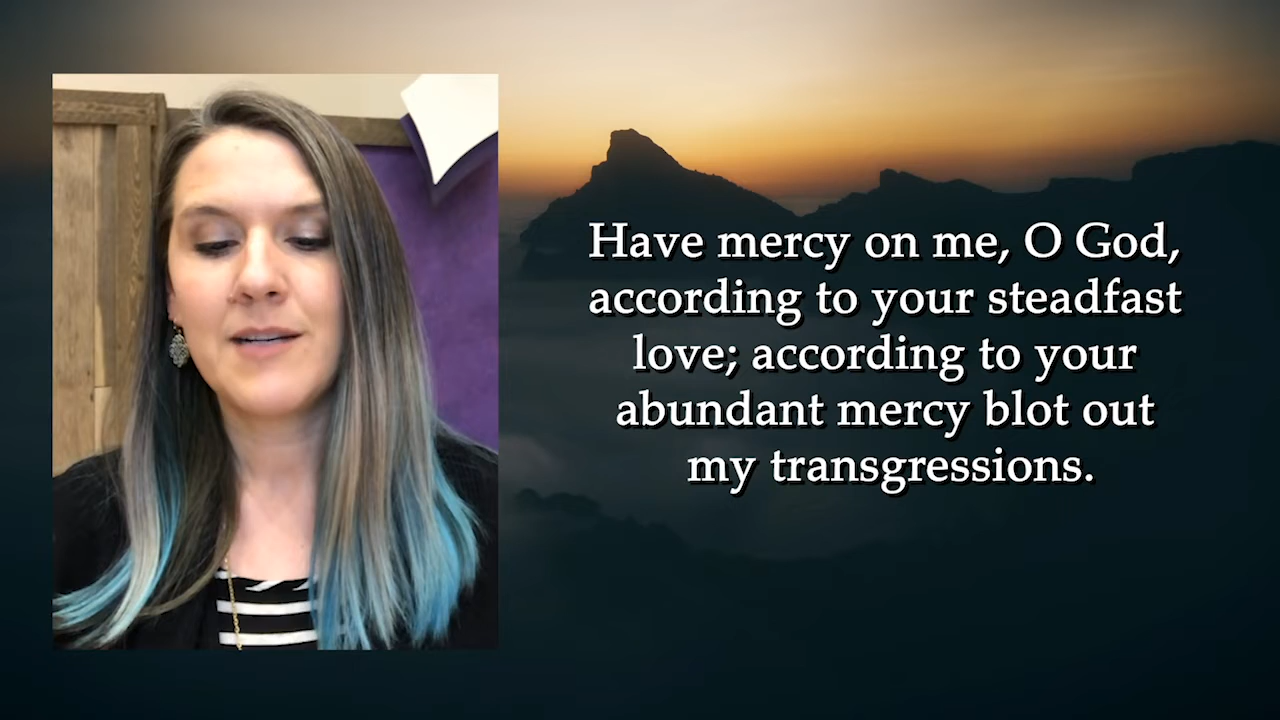 Have mercy on me, O God,
according to your steadfast
love; according to your
abundant mercy blot out
my transgressions.